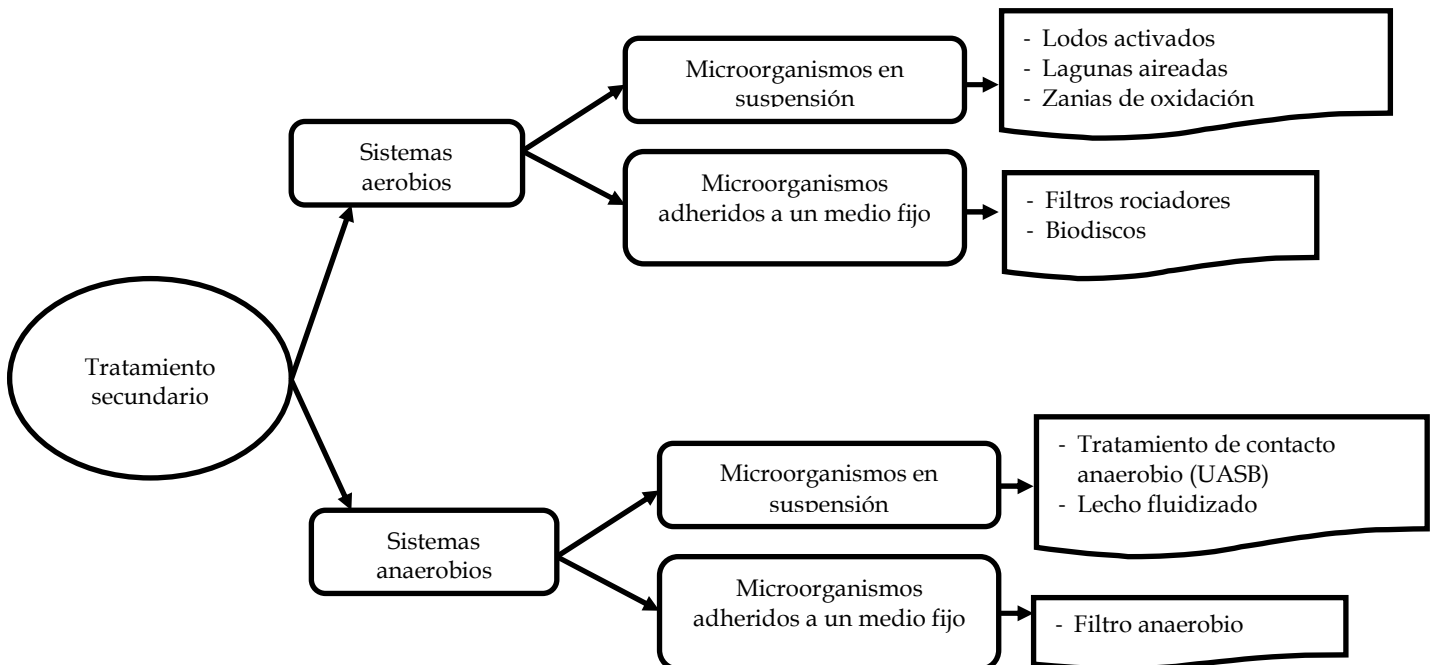 Microorganismos en
suspensión
- Lodos activados
- Lagunas aireadas
- Zanjas de oxidación
Sistemas
aerobios
Microorganismos
adheridos a un medio fijo
- Filtros rociadores
- Biodiscos
Tratamiento
secundario
Microorganismos en
suspensión
- Tratamiento de contacto
anaerobio (UASB)
- Lecho fluidizado
Sistemas
anaerobios
Microorganismos
adheridos a un medio fijo
- Filtro anaerobio